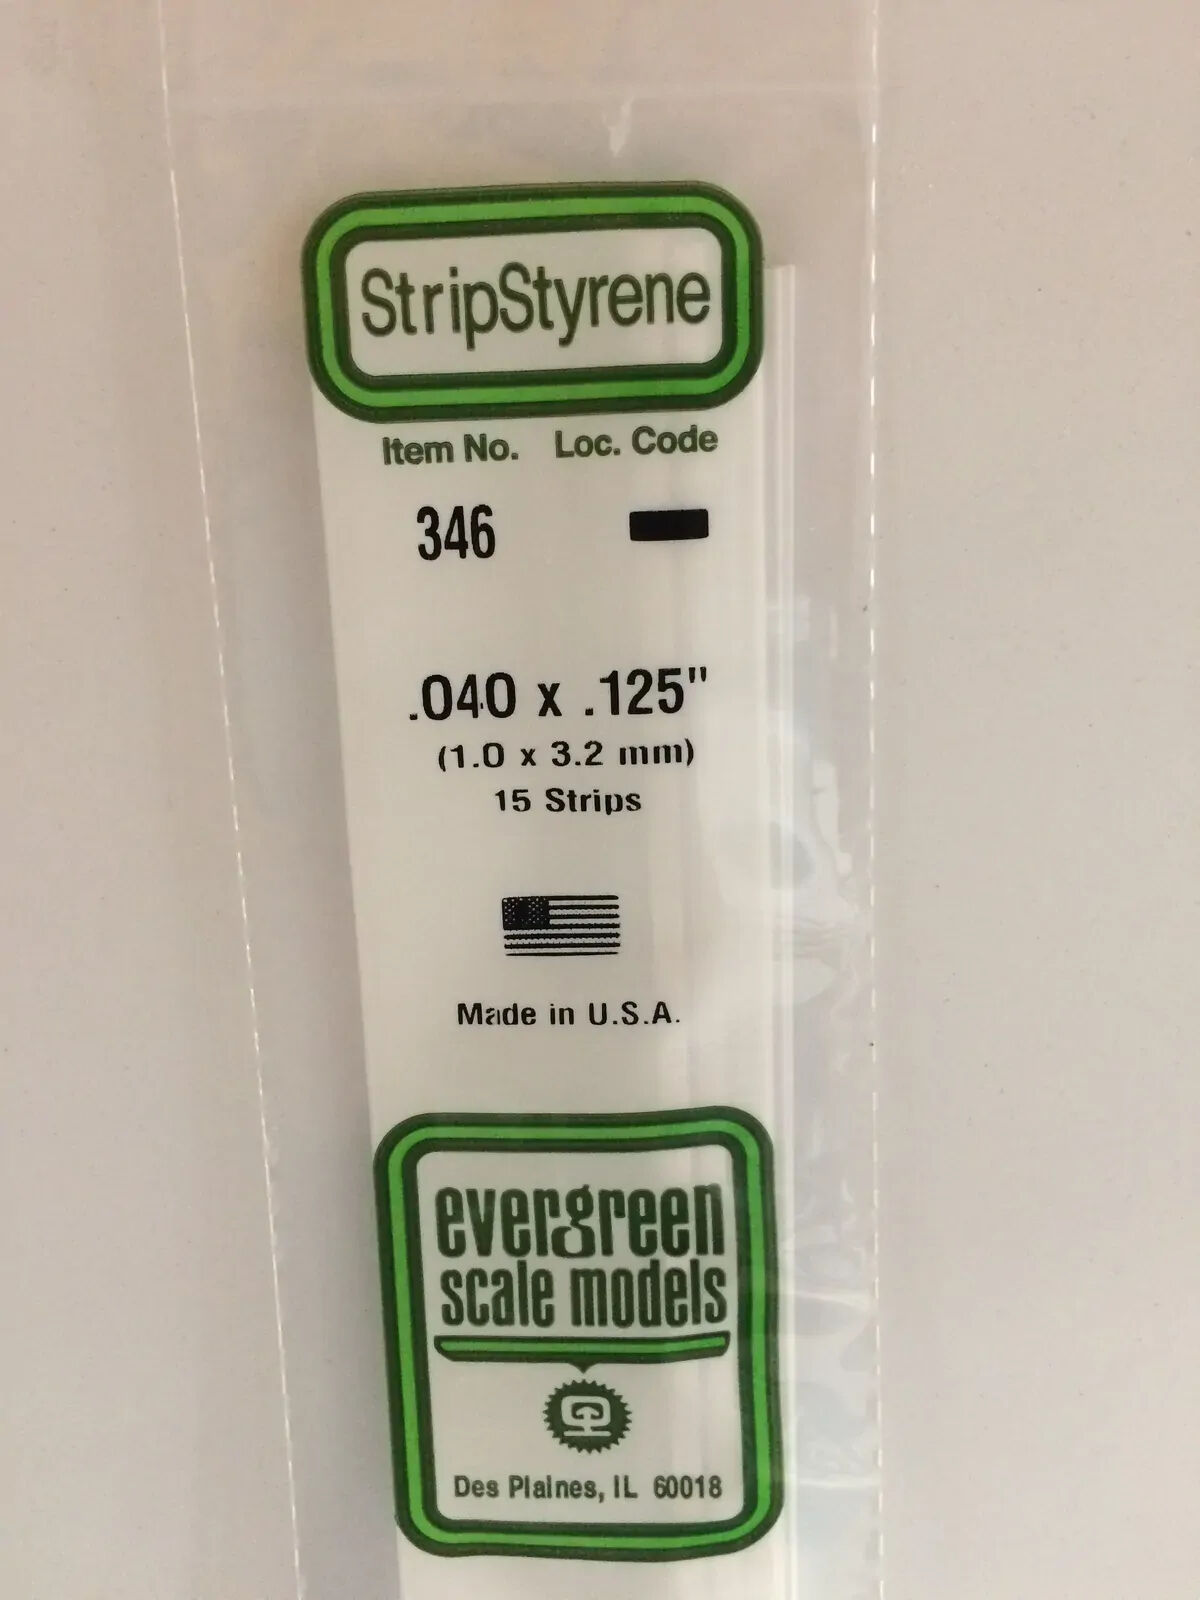 StripStyrene
Item No. Loc. Code
346
.040 x .125"
(1.0 x 3.2 mm)
15 Strips
Made in U.S.A.
evergreen
scale models
Des Plaines, IL 60018